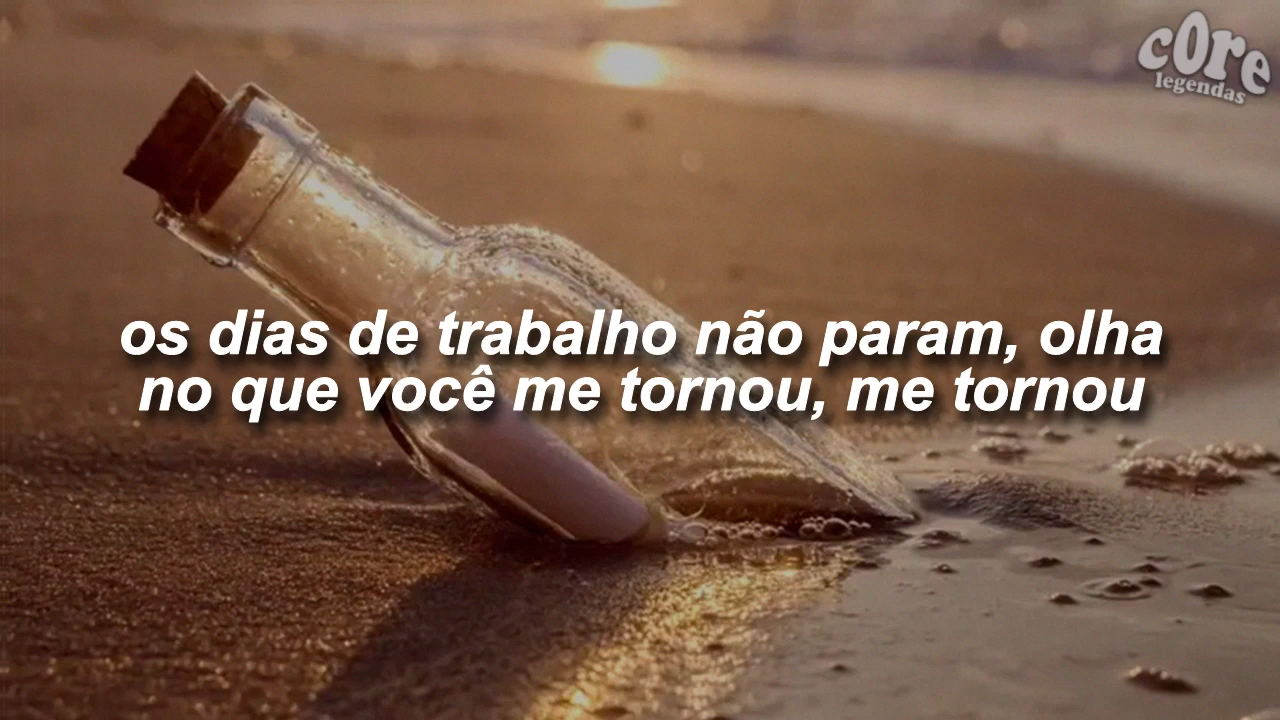 core
legendas
os dias de trabalho não param, olha
no que você me tornou, me tornou